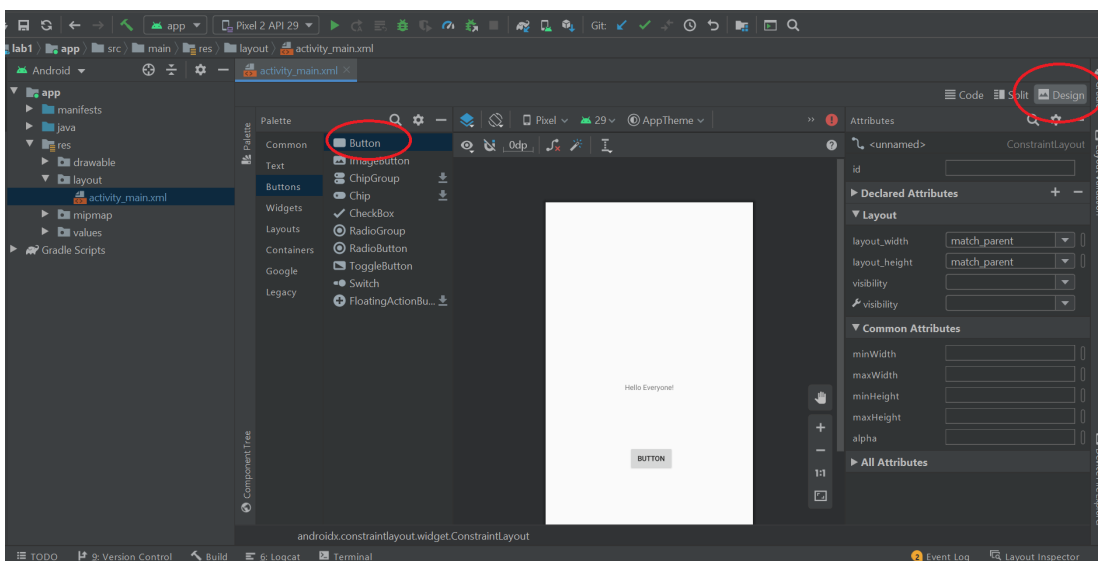 app Pixel 2 API 29 Git:
lab1 app src main res layout activity_main.xml
Android
activity_main.xml
app
manifests
java
res
drawable
layout
activity_main.xml
mipmap
values
Gradle Scripts
Code Split Design
Palette
Component Tree
Palette
Common
Text
Buttons
Widgets
Layouts
Containers
Google
Legacy
Button
ImageButton
ChipGroup
Chip
CheckBox
RadioGroup
RadioButton
ToggleButton
Switch
FloatingActionBu...
Pixel 29 AppTheme
0dp
Hello Everyone!
BUTTON
1:1
Attributes
<unnamed> ConstraintLayout
id
Declared Attributes
Layout
layout_width match_parent
layout_height match_parent
visibility
visibility
Common Attributes
minWidth
maxWidth
minHeight
maxHeight
alpha
All Attributes
androidx.constraintlayout.widget.ConstraintLayout
TODO 9: Version Control Build 6: Logcat Terminal 2 Event Log Layout Inspector